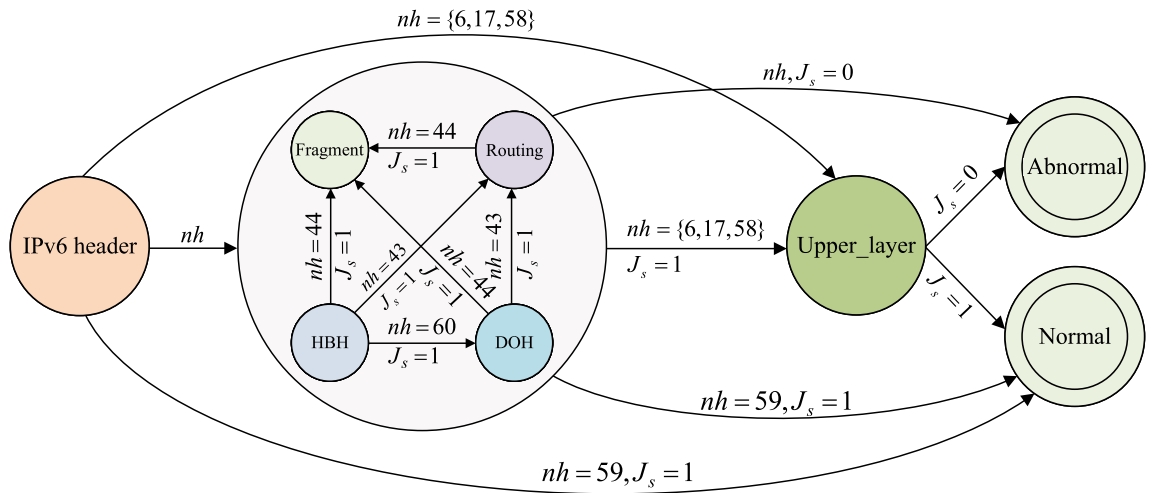 nh = {6,17,58}
nh, J_s = 0
nh = 44
J_s = 1
Fragment
Routing
Abnormal
J_s = 0
nh = 44
J_s = 1
nh = 43
J_s = 1
nh = 44
J_s = 1
nh = 43
J_s = 1
IPv6 header
nh
nh = {6,17,58}
J_s = 1
Upper_layer
J_s = 1
HBH
nh = 60
J_s = 1
DOH
Normal
nh = 59, J_s = 1
nh = 59, J_s = 1